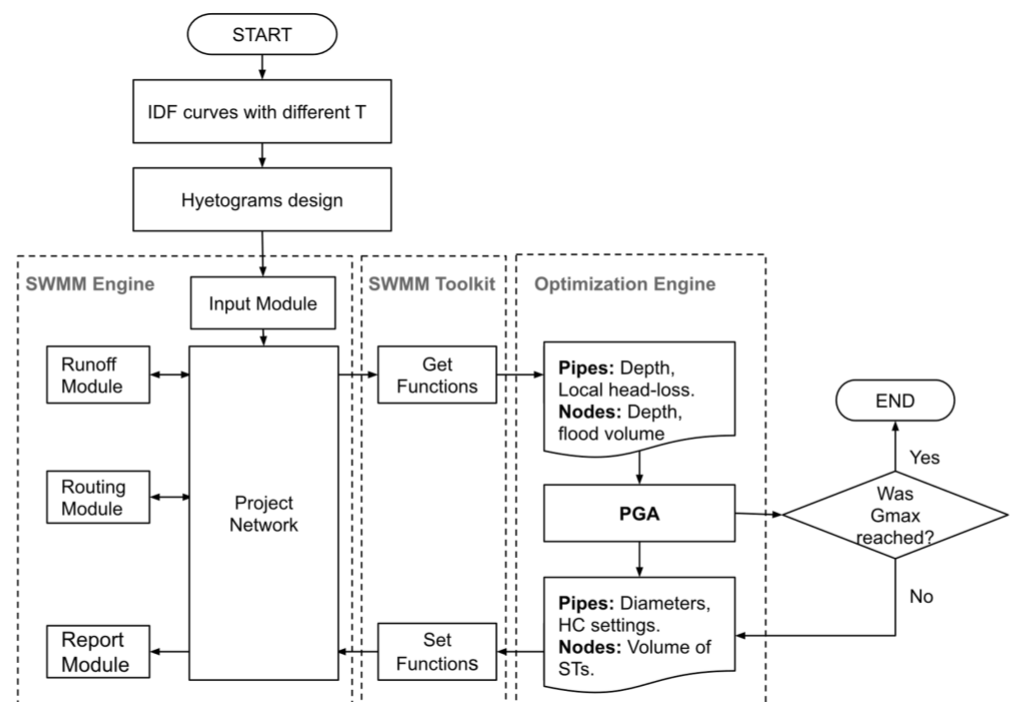 START
IDF curves with different T
Hyetograms design
SWMM Engine
SWMM Toolkit
Optimization Engine
Input Module
Runoff
Module
Get
Functions
Pipes: Depth,
Local head-loss.
Nodes: Depth,
flood volume
END
Yes
Routing
Module
Project
Network
PGA
Was
Gmax
reached?
No
Report
Module
Set
Functions
Pipes: Diameters,
HC settings.
Nodes: Volume of
STs.